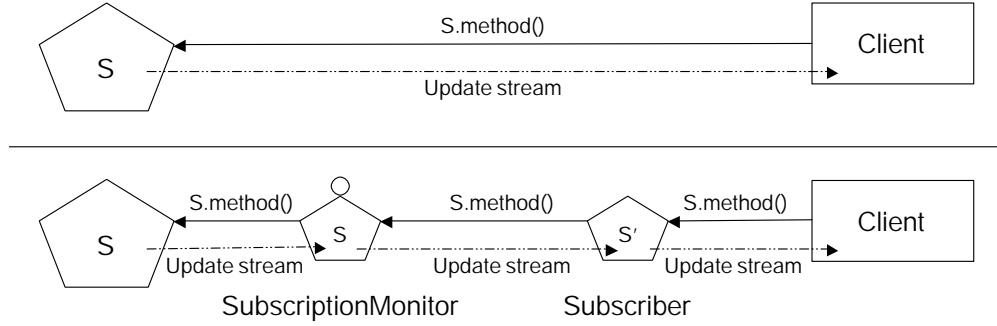 S.method()
S
Client
Update stream
S.method()
S.method()
S.method()
S
S
S'
Client
Update stream
Update stream
Update stream
SubscriptionMonitor
Subscriber